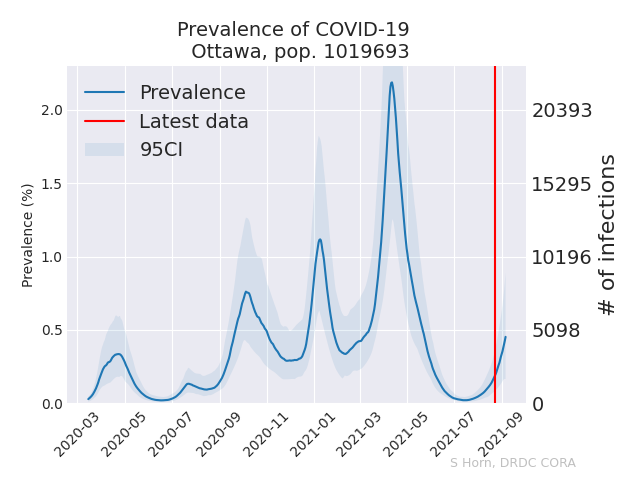 Prevalence of COVID-19
Ottawa, pop. 1019693
Prevalence
Latest data
95CI
Prevalence (%)
2.0
1.5
1.0
0.5
0.0
20393
15295
10196
5098
0
# of infections
2020-03
2020-05
2020-07
2020-09
2020-11
2021-01
2021-03
2021-05
2021-07
2021-09
S Horn, DRDC CORA